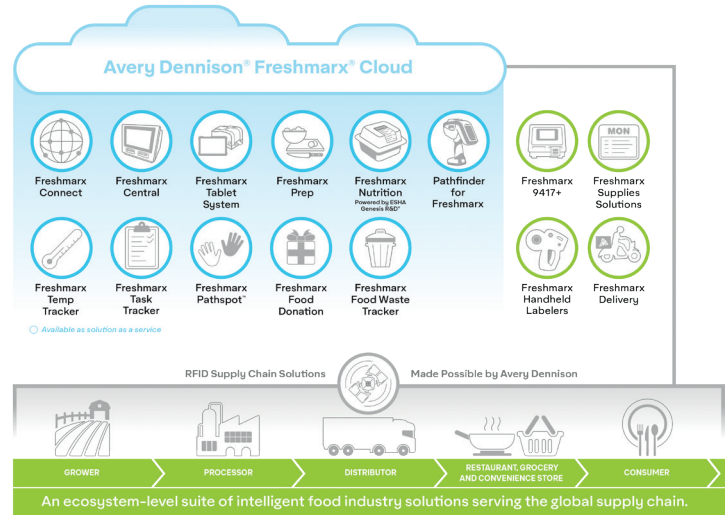 Avery Dennison® Freshmarx® Cloud
Freshmarx
Connect
Freshmarx
Central
Freshmarx
Tablet
System
Freshmarx
Prep
Freshmarx
Nutrition
Powered by ESHA
Genesis R&D®
Pathfinder
for
Freshmarx
Freshmarx
9417+
MON
Freshmarx
Supplies
Solutions
Freshmarx
Temp
Tracker
Freshmarx
Task
Tracker
Freshmarx
Pathspot™
Freshmarx
Food
Donation
Freshmarx
Food Waste
Tracker
Freshmarx
Handheld
Labelers
Freshmarx
Delivery
Available as solution as a service
RFID Supply Chain Solutions
Made Possible by Avery Dennison
GROWER
PROCESSOR
DISTRIBUTOR
RESTAURANT, GROCERY
AND CONVENIENCE STORE
CONSUMER
An ecosystem-level suite of intelligent food industry solutions serving the global supply chain.